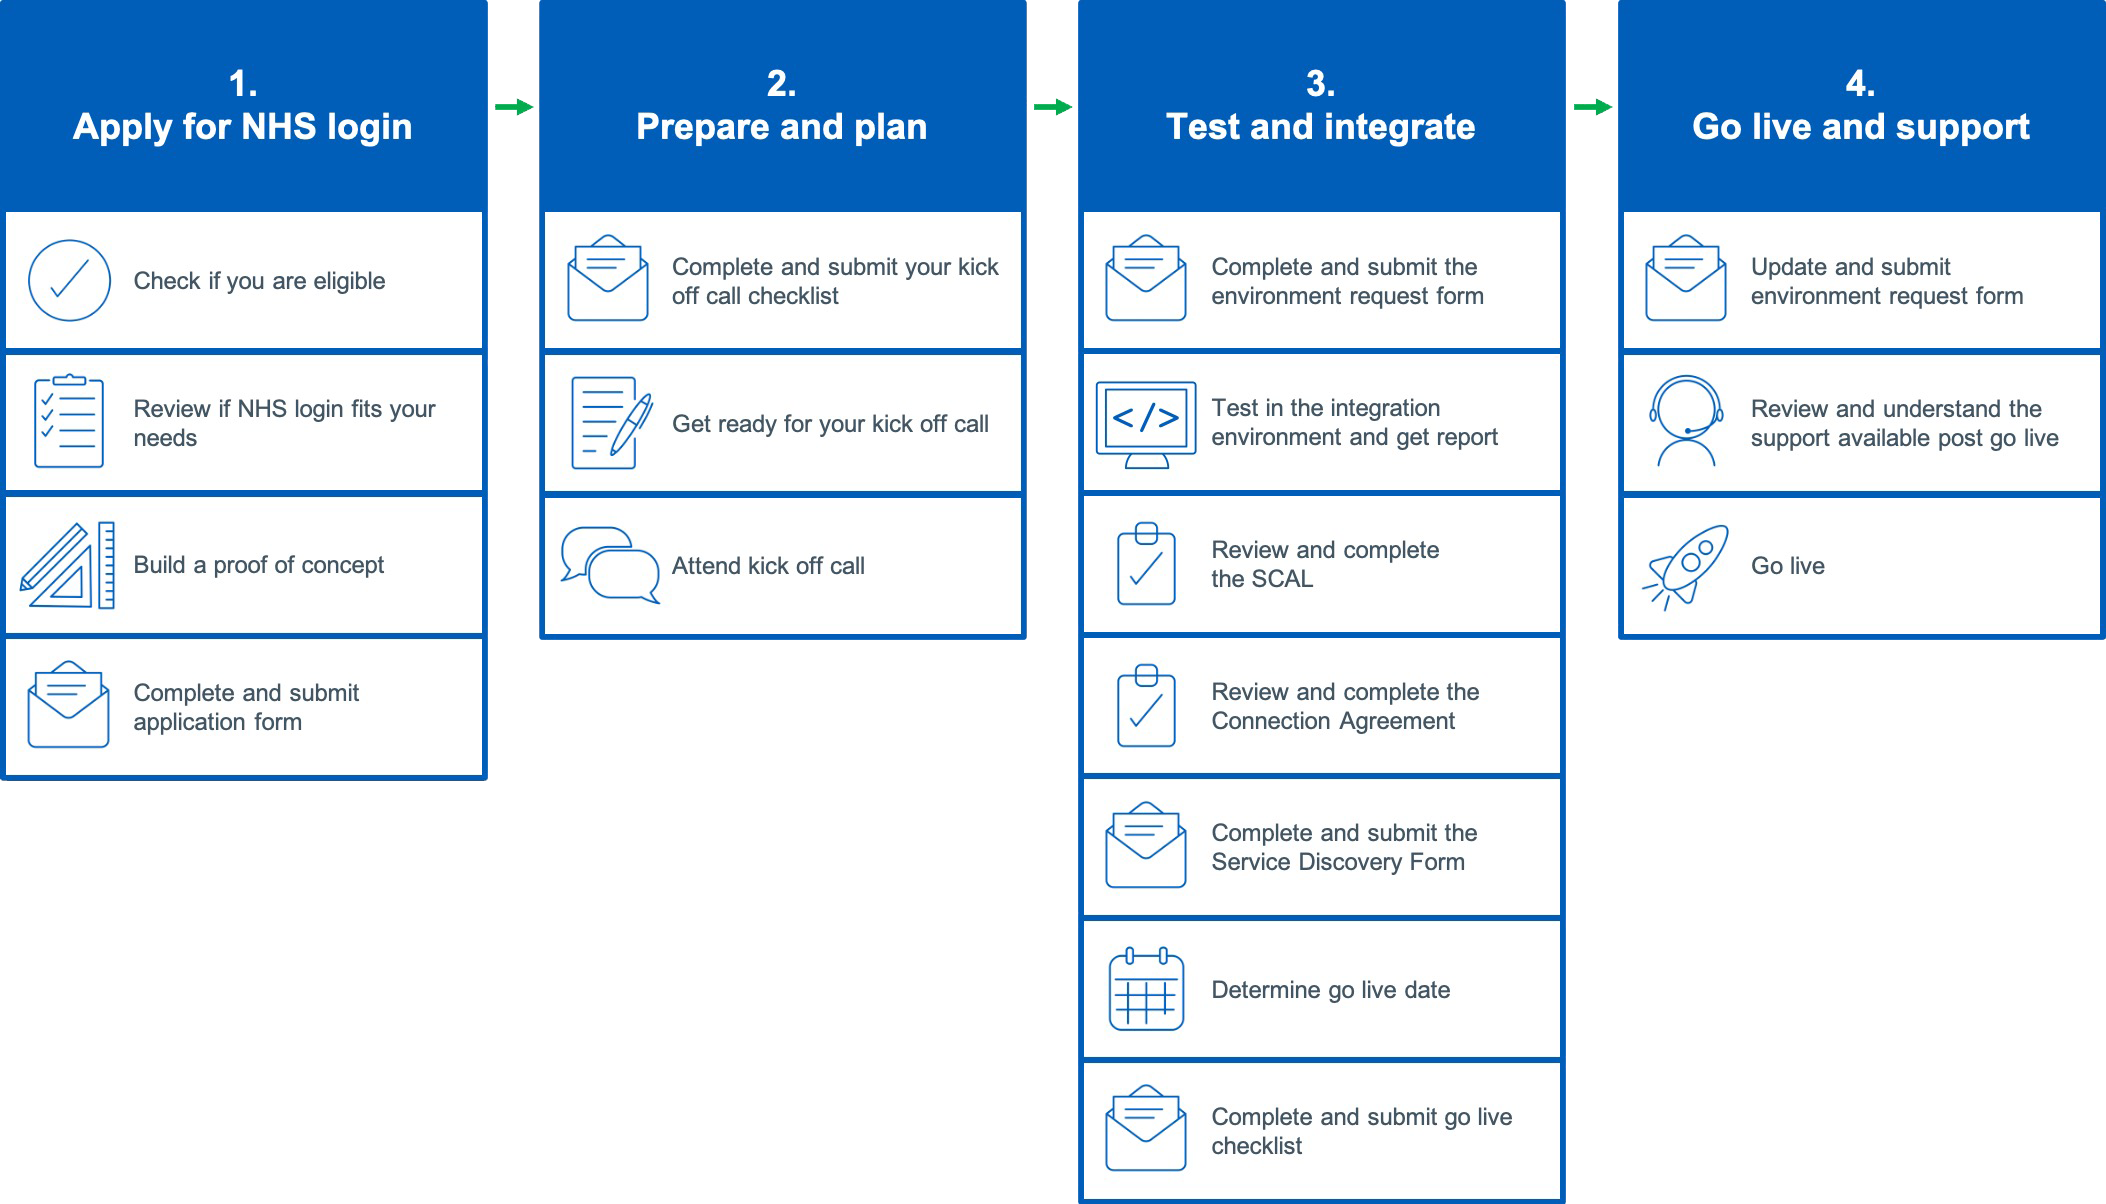 1.
Apply for NHS login
Check if you are eligible
Review if NHS login fits your
needs
Build a proof of concept
Complete and submit
application form
2.
Prepare and plan
Complete and submit your kick
off call checklist
Get ready for your kick off call
Attend kick off call
3.
Test and integrate
Complete and submit the
environment request form
</>
Test in the integration
environment and get report
Review and complete
the SCAL
Review and complete the
Connection Agreement
Complete and submit the
Service Discovery Form
Determine go live date
Complete and submit go live
checklist
4.
Go live and support
Update and submit
environment request form
Review and understand the
support available post go live
Go live